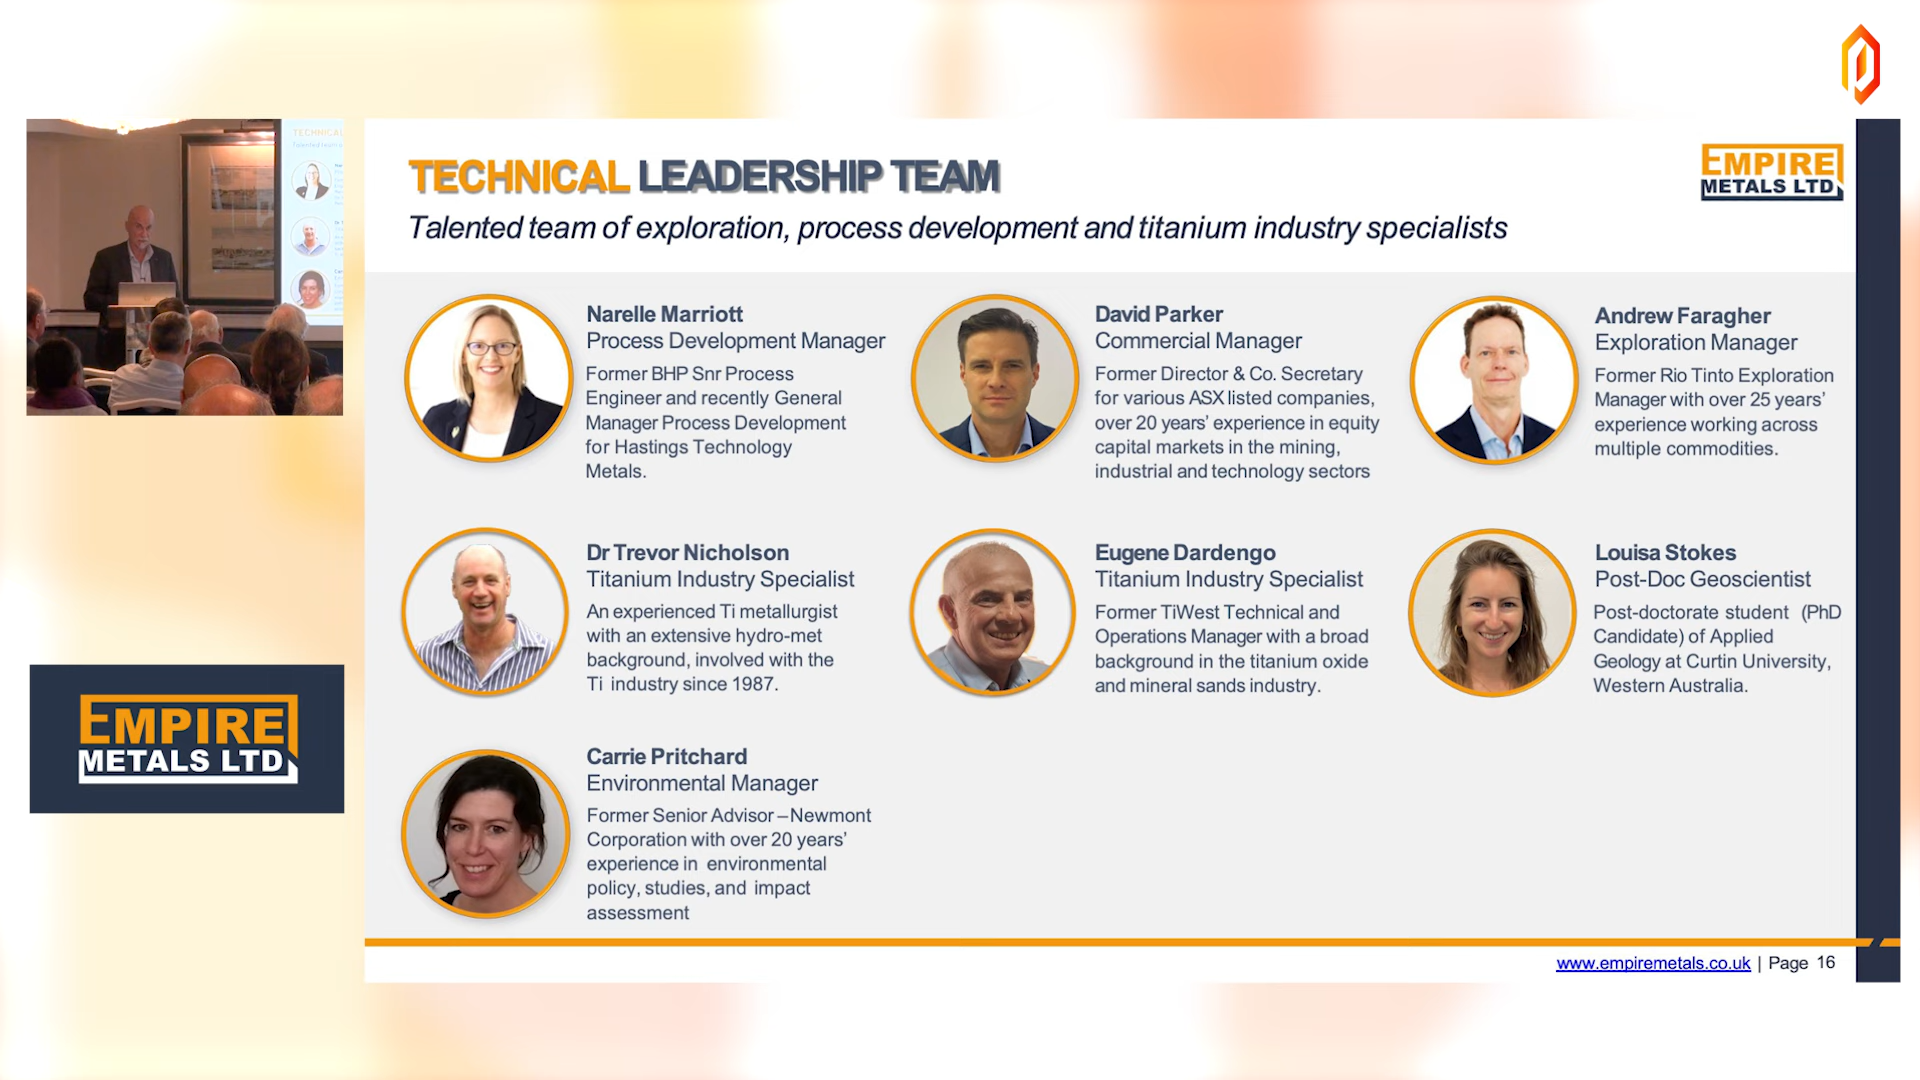 TECHNICAL LEADERSHIP TEAM
Talented team of exploration, process development and titanium industry specialists
EMPIRE
METALS LTD
Narelle Marriott
Process Development Manager
Former BHP Snr Process
Engineer and recently General
Manager Process Development
for Hastings Technology
Metals.
David Parker
Commercial Manager
Former Director & Co. Secretary
for various ASX listed companies,
over 20 years’ experience in equity
capital markets in the mining,
industrial and technology sectors
Andrew Faragher
Exploration Manager
Former Rio Tinto Exploration
Manager with over 25 years’
experience working across
multiple commodities.
Dr Trevor Nicholson
Titanium Industry Specialist
An experienced Ti metallurgist
with an extensive hydro-met
background, involved with the
Ti industry since 1987.
Eugene Dardengo
Titanium Industry Specialist
Former TiWest Technical and
Operations Manager with a broad
background in the titanium oxide
and mineral sands industry.
Louisa Stokes
Post-Doc Geoscientist
Post-doctorate student (PhD
Candidate) of Applied
Geology at Curtin University,
Western Australia.
Carrie Pritchard
Environmental Manager
Former Senior Advisor – Newmont
Corporation with over 20 years’
experience in environmental
policy, studies, and impact
assessment
www.empiremetals.co.uk | Page 16
TECHNICAL
EMPIRE
METALS LTD